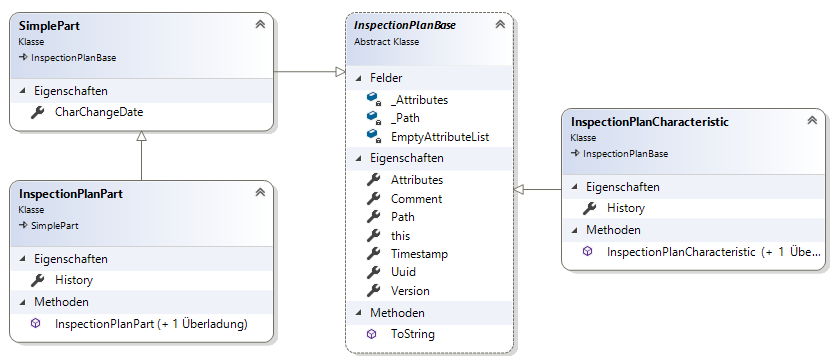 SimplePart
Klasse
InspectionPlanBase
Eigenschaften
CharChangeDate
InspectionPlanPart
Klasse
SimplePart
Eigenschaften
History
Methoden
InspectionPlanPart (+ 1 Überladung)
InspectionPlanBase
Abstract Klasse
Felder
_Attributes
_Path
EmptyAttributeList
Eigenschaften
Attributes
Comment
Path
this
Timestamp
Uuid
Version
Methoden
ToString
InspectionPlanCharacteristic
Klasse
InspectionPlanBase
Eigenschaften
History
Methoden
InspectionPlanCharacteristic (+ 1 Übe...